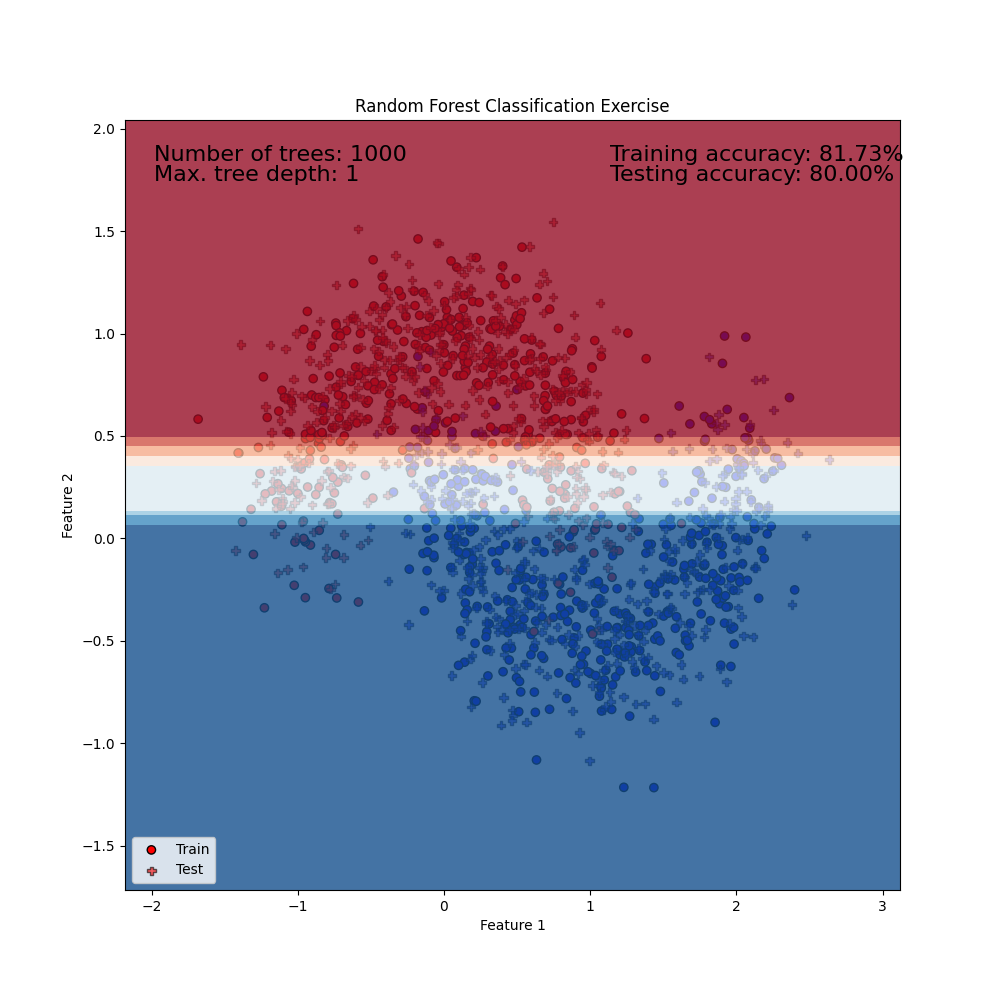 Random Forest Classification Exercise
Number of trees: 1000
Max. tree depth: 1
Training accuracy: 81.73%
Testing accuracy: 80.00%
2.0
1.5
1.0
0.5
0.0
−0.5
−1.0
−1.5
Feature 2
Train
Test
−2
−1
0
1
2
3
Feature 1